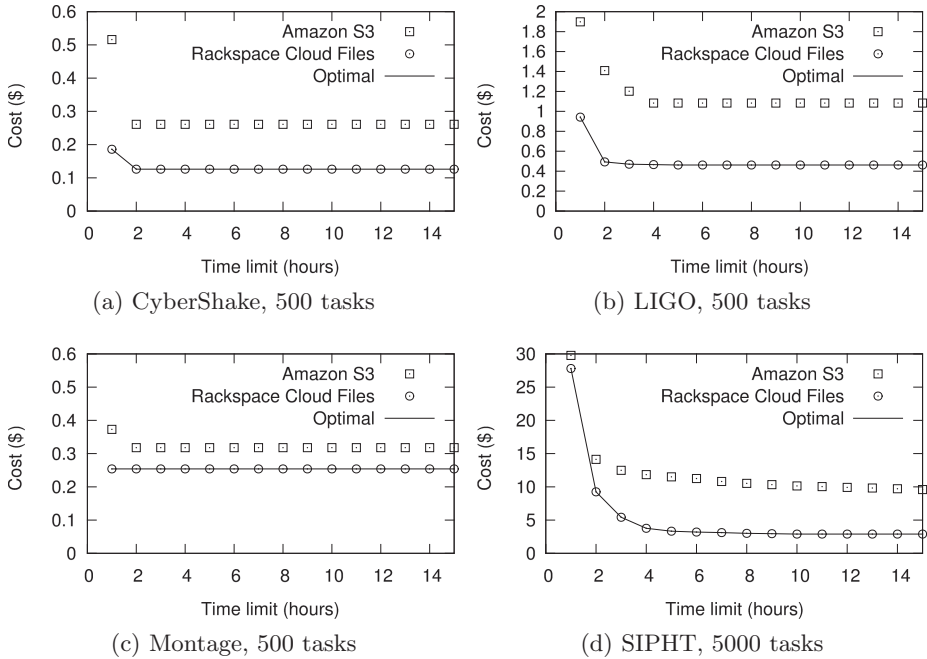 0.6
0.5
0.4
0.3
0.2
0.1
0
Cost ($)
Amazon S3
Rackspace Cloud Files
Optimal
0 2 4 6 8 10 12 14
Time limit (hours)
(a) CyberShake, 500 tasks
2
1.8
1.6
1.4
1.2
1
0.8
0.6
0.4
0.2
0
Cost ($)
Amazon S3
Rackspace Cloud Files
Optimal
0 2 4 6 8 10 12 14
Time limit (hours)
(b) LIGO, 500 tasks
0.6
0.5
0.4
0.3
0.2
0.1
0
Cost ($)
Amazon S3
Rackspace Cloud Files
Optimal
0 2 4 6 8 10 12 14
Time limit (hours)
(c) Montage, 500 tasks
30
25
20
15
10
5
0
Cost ($)
Amazon S3
Rackspace Cloud Files
Optimal
0 2 4 6 8 10 12 14
Time limit (hours)
(d) SIPHT, 5000 tasks